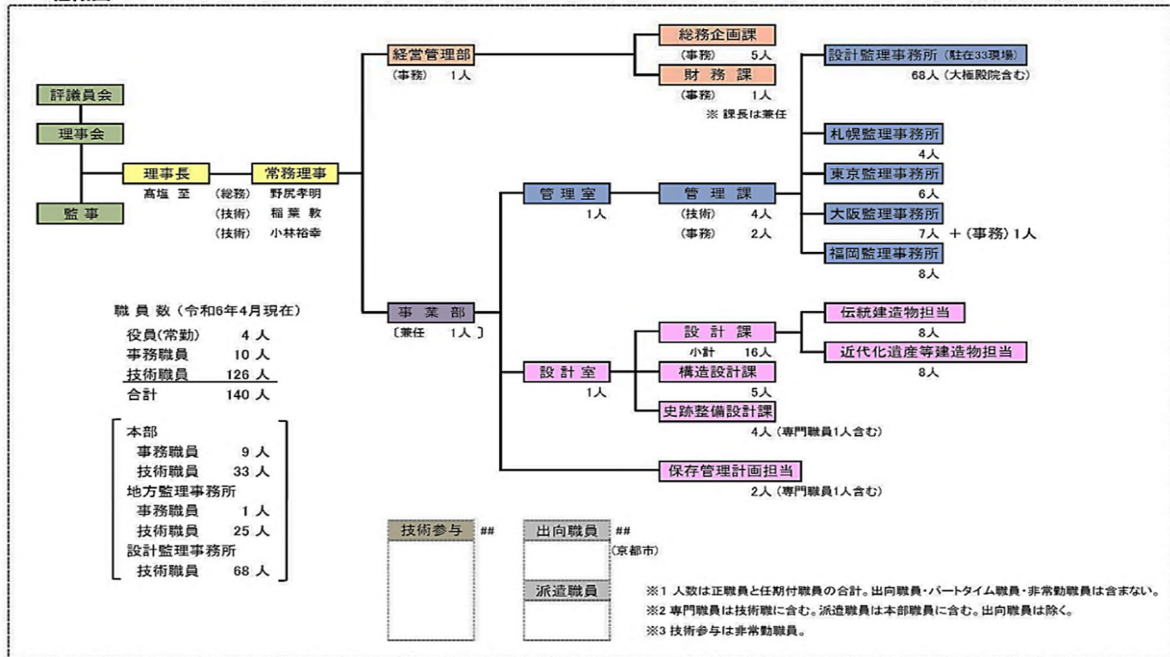 評議員会
理事会
監事
理事長
髙塩 至
常務理事
(総務) 野尻孝明
(技術) 稲葉 敦
(技術) 小林裕幸
経営管理部
(事務) 1人
総務企画課
(事務) 5人
財務課
(事務) 1人
※ 課長は兼任
事業部
〔兼任 1人 〕
管理室
1人
管理課
(技術) 4人
(事務) 2人
設計監理事務所 (駐在33現場)
68人 (大極殿院含む)
札幌監理事務所
4人
東京監理事務所
6人
大阪監理事務所
7人 + (事務) 1人
福岡監理事務所
8人
設計室
1人
設計課
小計 16人
構造設計課
5人
史跡整備設計課
4人 (専門職員1人含む)
伝統建造物担当
8人
近代化遺産等建造物担当
8人
保存管理計画担当
2人 (専門職員1人含む)
職員数 (令和6年4月現在)
役員(常勤) 4 人
事務職員 10 人
技術職員 126 人
合計 140 人
本部
事務職員 9 人
技術職員 33 人
地方監理事務所
事務職員 1 人
技術職員 25 人
設計監理事務所
技術職員 68 人
技術参与 ##
出向職員 ##
(京都市)
派遣職員
※1 人数は正職員と任期付職員の合計。出向職員・パートタイム職員・非常勤職員は含まない。
※2 専門職員は技術職に含む。派遣職員は本部職員に含む。出向職員は除く。
※3 技術参与は非常勤職員。